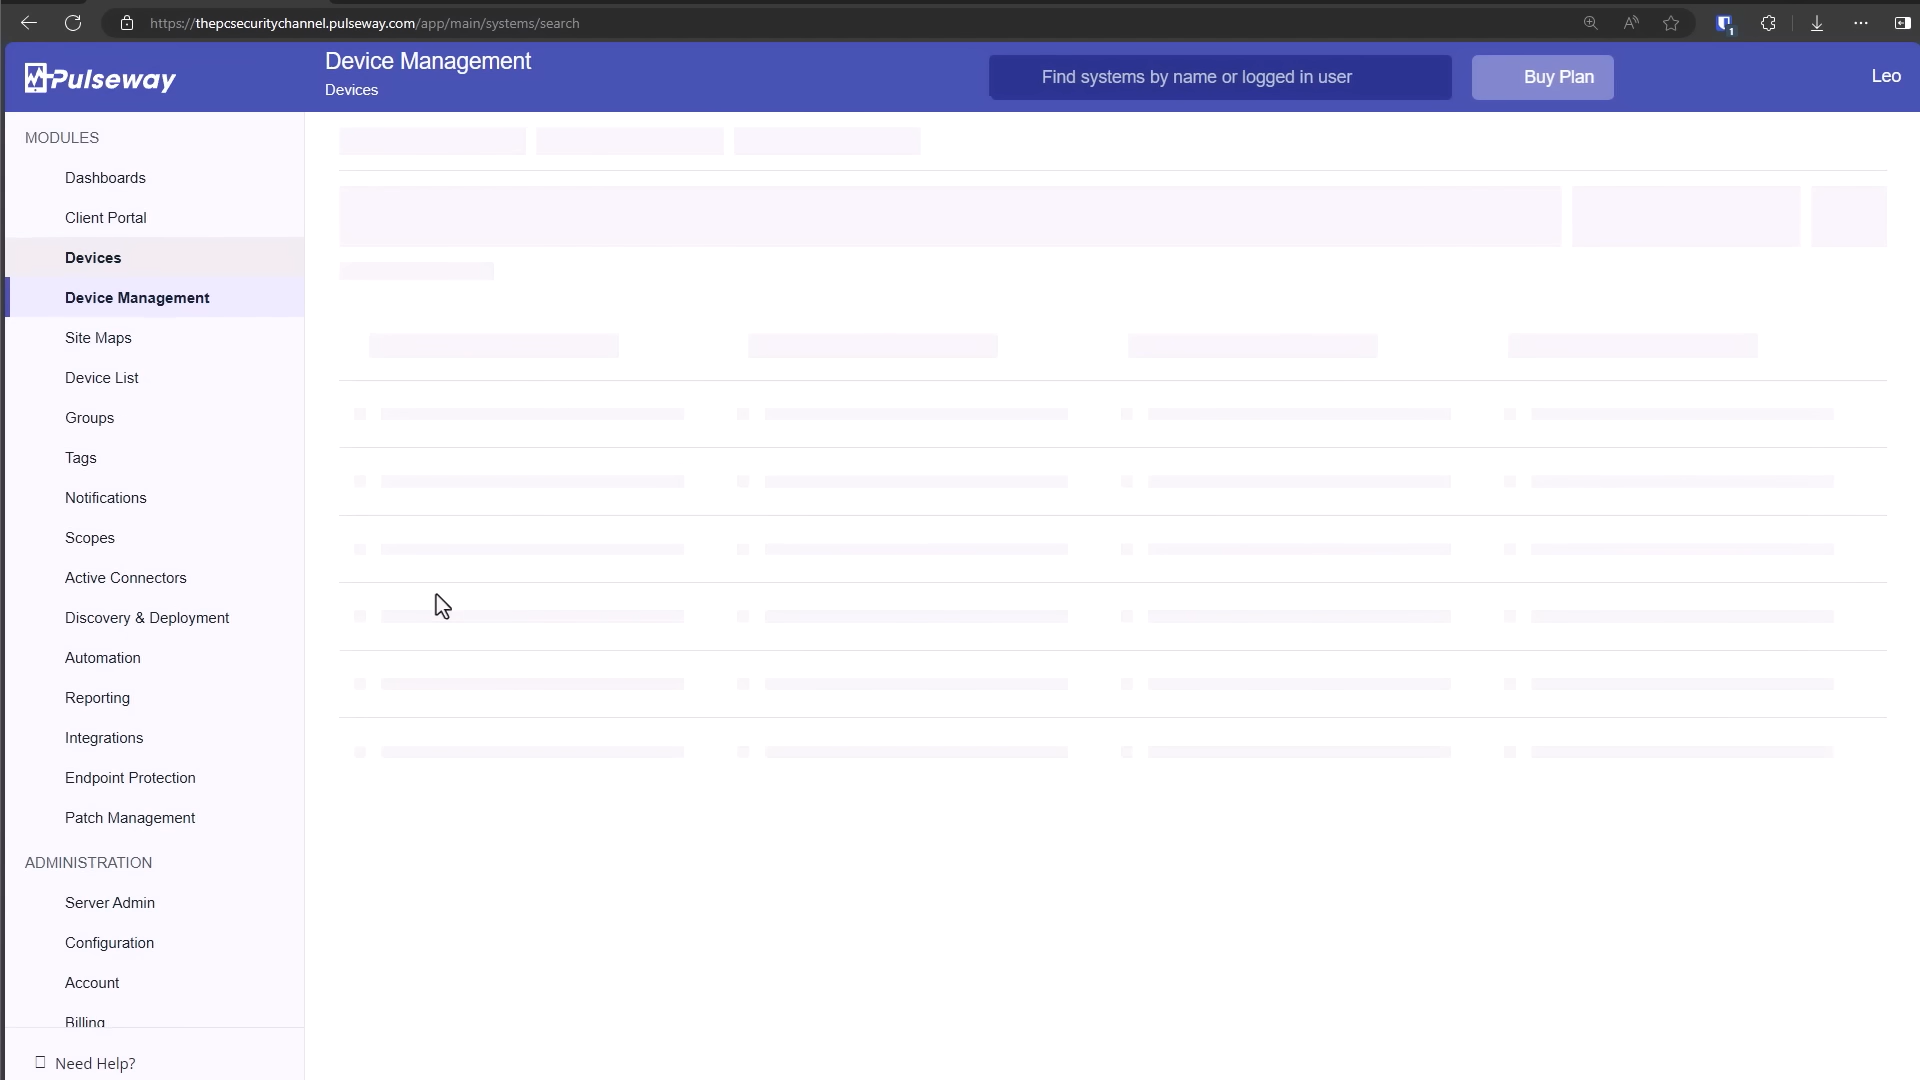 https://thepcsecuritychannel.pulseway.com/app/main/systems/search
1
Pulseway
Device Management
Devices
Find systems by name or logged in user
Buy Plan
Leo
MODULES
Dashboards
Client Portal
Devices
Device Management
Site Maps
Device List
Groups
Tags
Notifications
Scopes
Active Connectors
Discovery & Deployment
Automation
Reporting
Integrations
Endpoint Protection
Patch Management
ADMINISTRATION
Server Admin
Configuration
Account
Billing
Need Help?